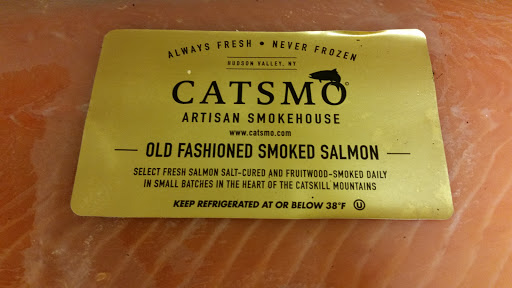 ALWAYS FRESH • NEVER FROZEN
HUDSON VALLEY, NY
CATSMO
ARTISAN SMOKEHOUSE
www.catsmo.com
OLD FASHIONED SMOKED SALMON
SELECT FRESH SALMON SALT-CURED AND FRUITWOOD-SMOKED DAILY
IN SMALL BATCHES IN THE HEART OF THE CATSKILL MOUNTAINS
KEEP REFRIGERATED AT OR BELOW 38°F Ⓤ